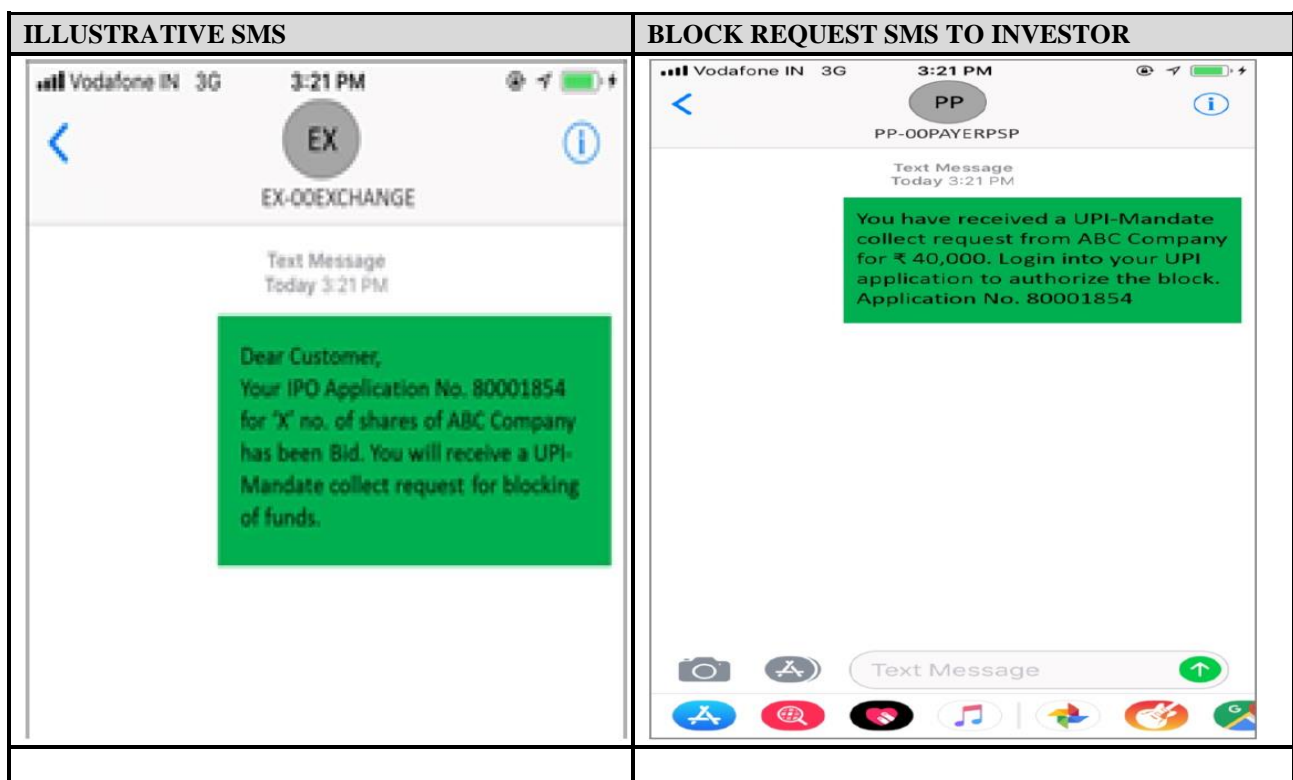 ILLUSTRATIVE SMS
BLOCK REQUEST SMS TO INVESTOR
Vodafone IN 3G 3:21 PM
EX
EX-00EXCHANGE
Text Message
Today 3:21 PM
Dear Customer,
Your IPO Application No. 80001854
for 'X' no. of shares of ABC Company
has been Bid. You will receive a UPI-
Mandate collect request for blocking
of funds.
Vodafone IN 3G 3:21 PM
PP
PP-00PAYERPSP
Text Message
Today 3:21 PM
You have received a UPI-Mandate
collect request from ABC Company
for ₹ 40,000. Login into your UPI
application to authorize the block.
Application No. 80001854
Text Message